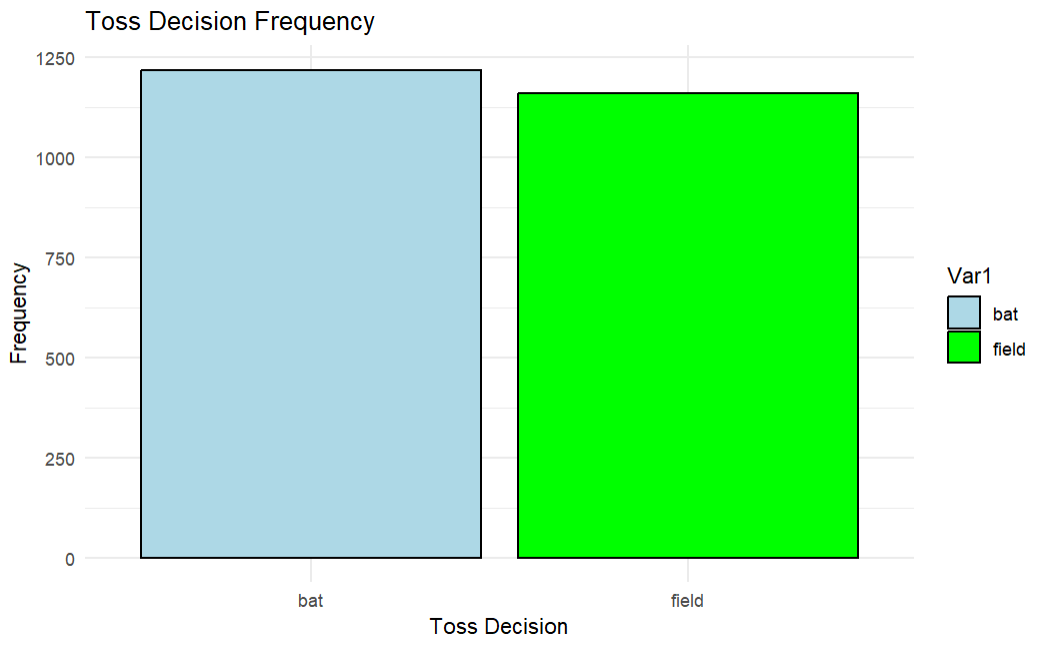 Toss Decision Frequency
1250
1000
750
500
250
0
Frequency
bat
field
Toss Decision
Var1
bat
field